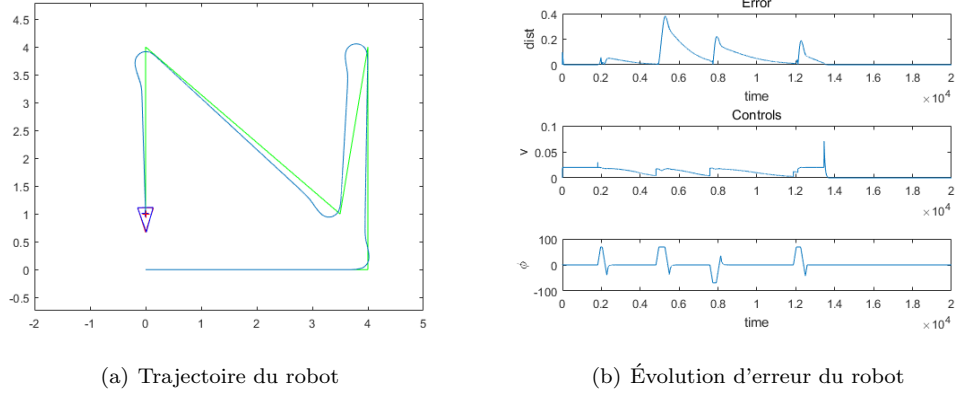 4.5
4
3.5
3
2.5
2
1.5
1
0.5
0
-0.5
-2 -1 0 1 2 3 4 5
(a) Trajectoire du robot
Error
dist
0.4
0.2
0
0 0.2 0.4 0.6 0.8 1 1.2 1.4 1.6 1.8 2
time
×10⁴
Controls
v
0.1
0.05
0
0 0.2 0.4 0.6 0.8 1 1.2 1.4 1.6 1.8 2
×10⁴
ϕ
100
0
-100
0 0.2 0.4 0.6 0.8 1 1.2 1.4 1.6 1.8 2
time
×10⁴
(b) Évolution d'erreur du robot